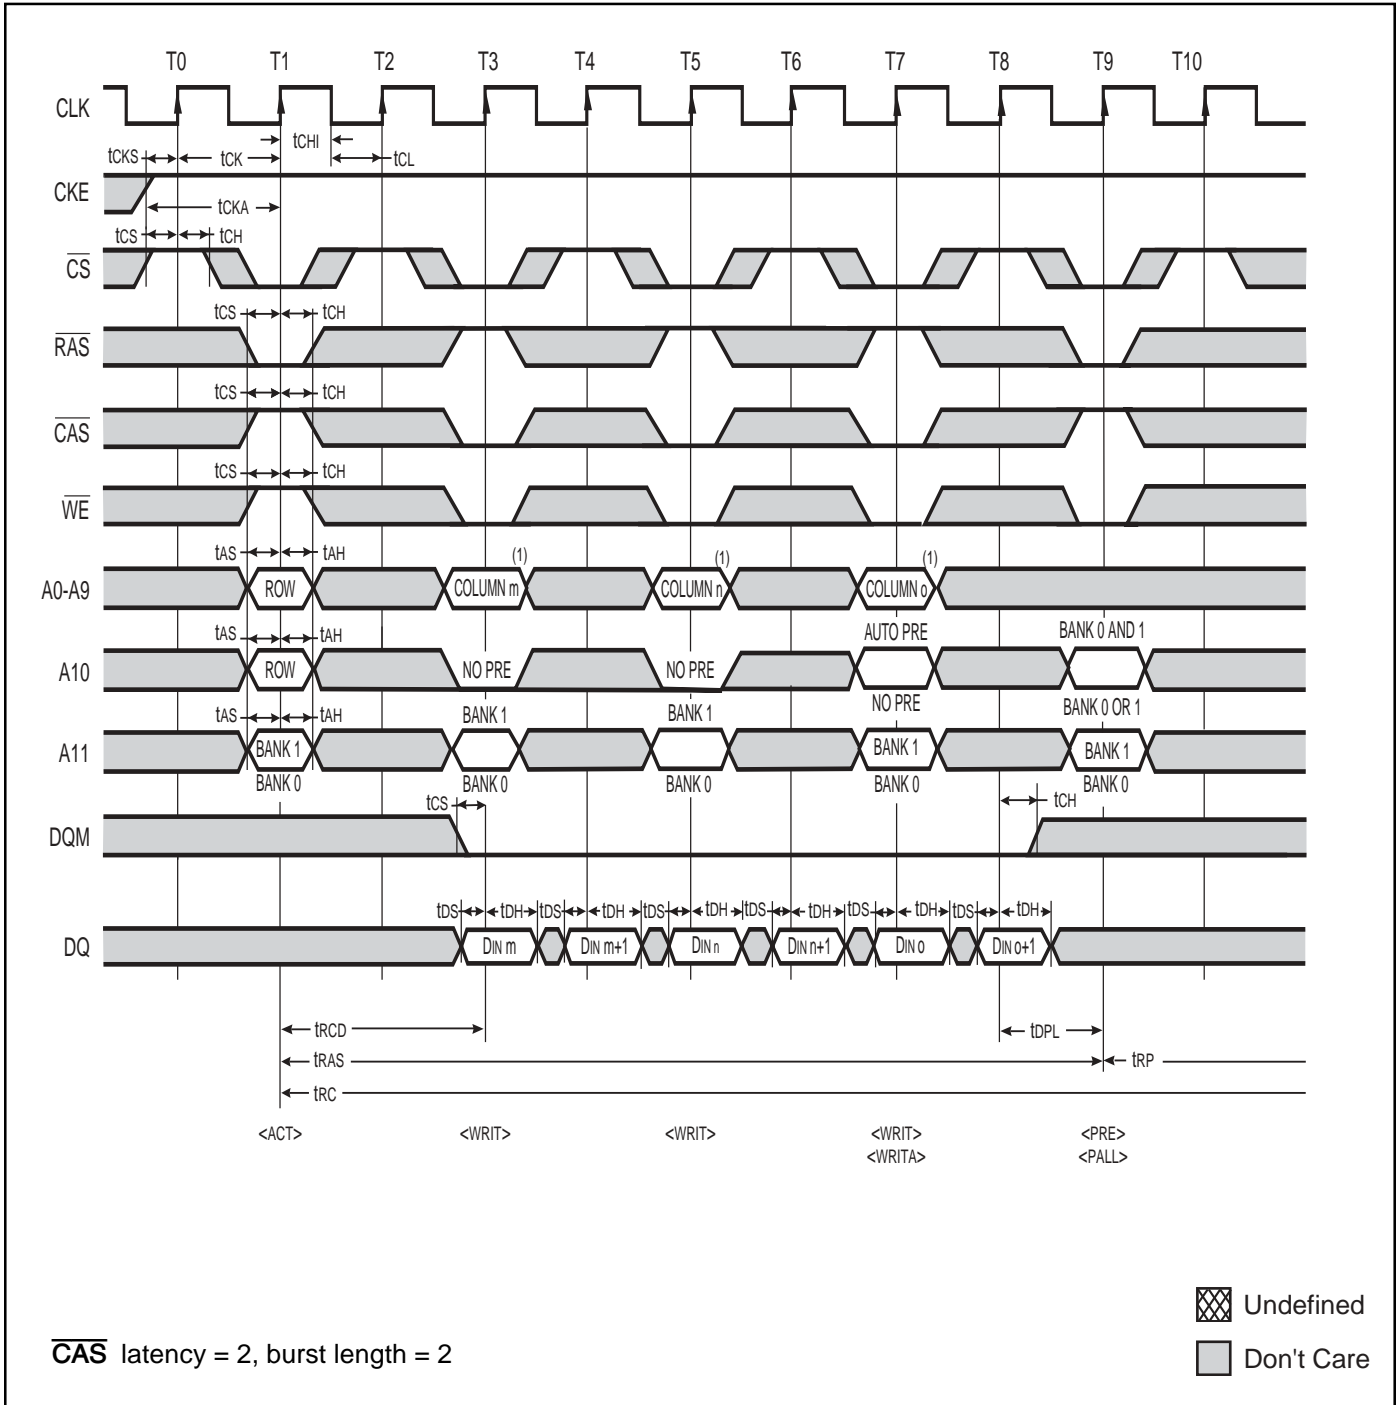 T0 T1 T2 T3 T4 T5 T6 T7 T8 T9 T10
CLK
tCHI
tCKS tCK tCL
CKE
tCKA
tCS tCH
CS
tCS tCH
RAS
tCS tCH
CAS
tCS tCH
WE
tAS tAH (1) (1) (1)
A0-A9 ROW COLUMN m COLUMN n COLUMN o
tAS tAH AUTO PRE BANK 0 AND 1
A10 ROW NO PRE NO PRE
NO PRE BANK 0 OR 1
tAS tAH BANK 1 BANK 1
A11 BANK 1 BANK 1 BANK 1
BANK 0 BANK 0 BANK 0 BANK 0 BANK 0
tCS tCH
DQM
tDS tDH tDS tDH tDS tDH tDS tDH tDS tDH tDS tDH
DQ DIN m DIN m+1 DIN n DIN n+1 DIN o DIN o+1
tRCD tDPL
tRAS tRP
tRC
<ACT> <WRIT> <WRIT> <WRIT> <PRE>
<WRITA> <PALL>
Undefined
CAS latency = 2, burst length = 2
Don't Care